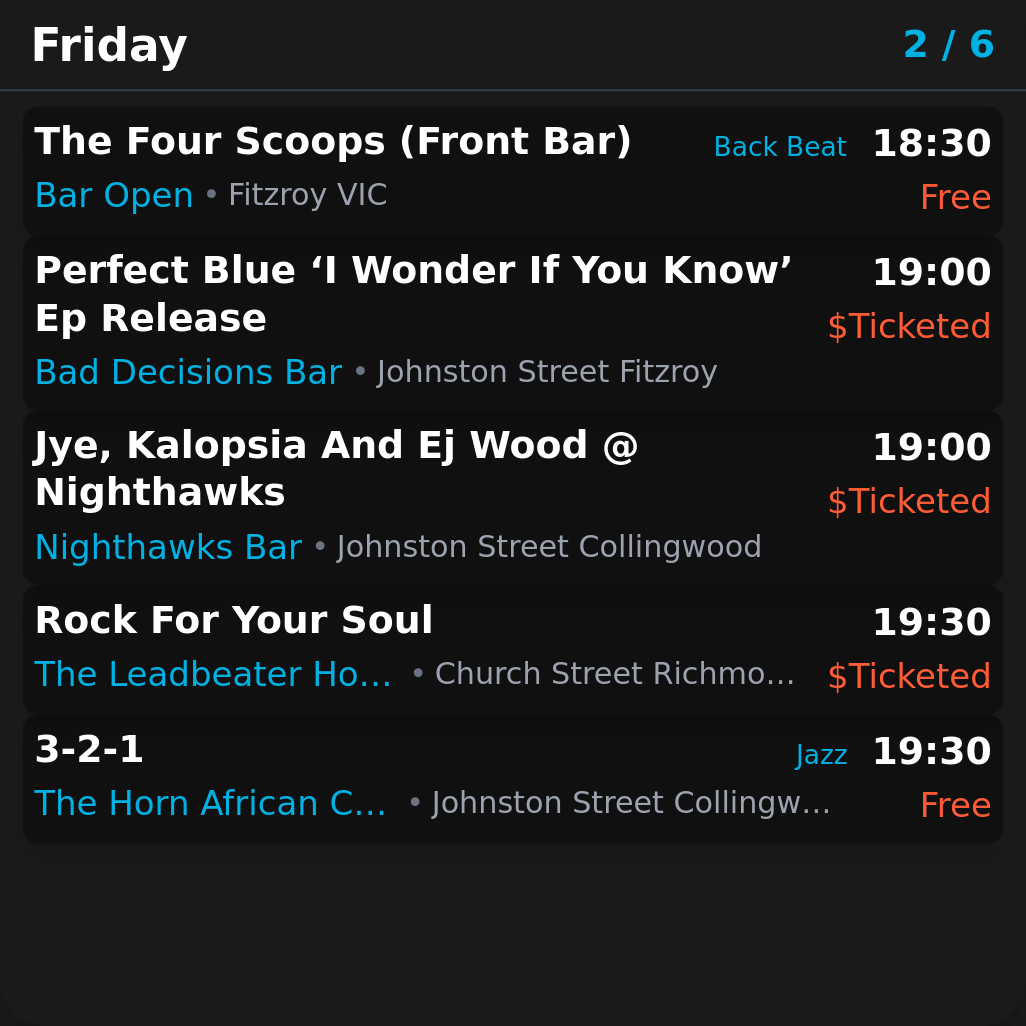 Friday 2 / 6
The Four Scoops (Front Bar) Back Beat 18:30
Bar Open • Fitzroy VIC Free
Perfect Blue ‘I Wonder If You Know’ 19:00
Ep Release $Ticketed
Bad Decisions Bar • Johnston Street Fitzroy
Jye, Kalopsia And Ej Wood @ 19:00
Nighthawks $Ticketed
Nighthawks Bar • Johnston Street Collingwood
Rock For Your Soul 19:30
The Leadbeater Ho… • Church Street Richmo… $Ticketed
3-2-1 Jazz 19:30
The Horn African C… • Johnston Street Collingw… Free